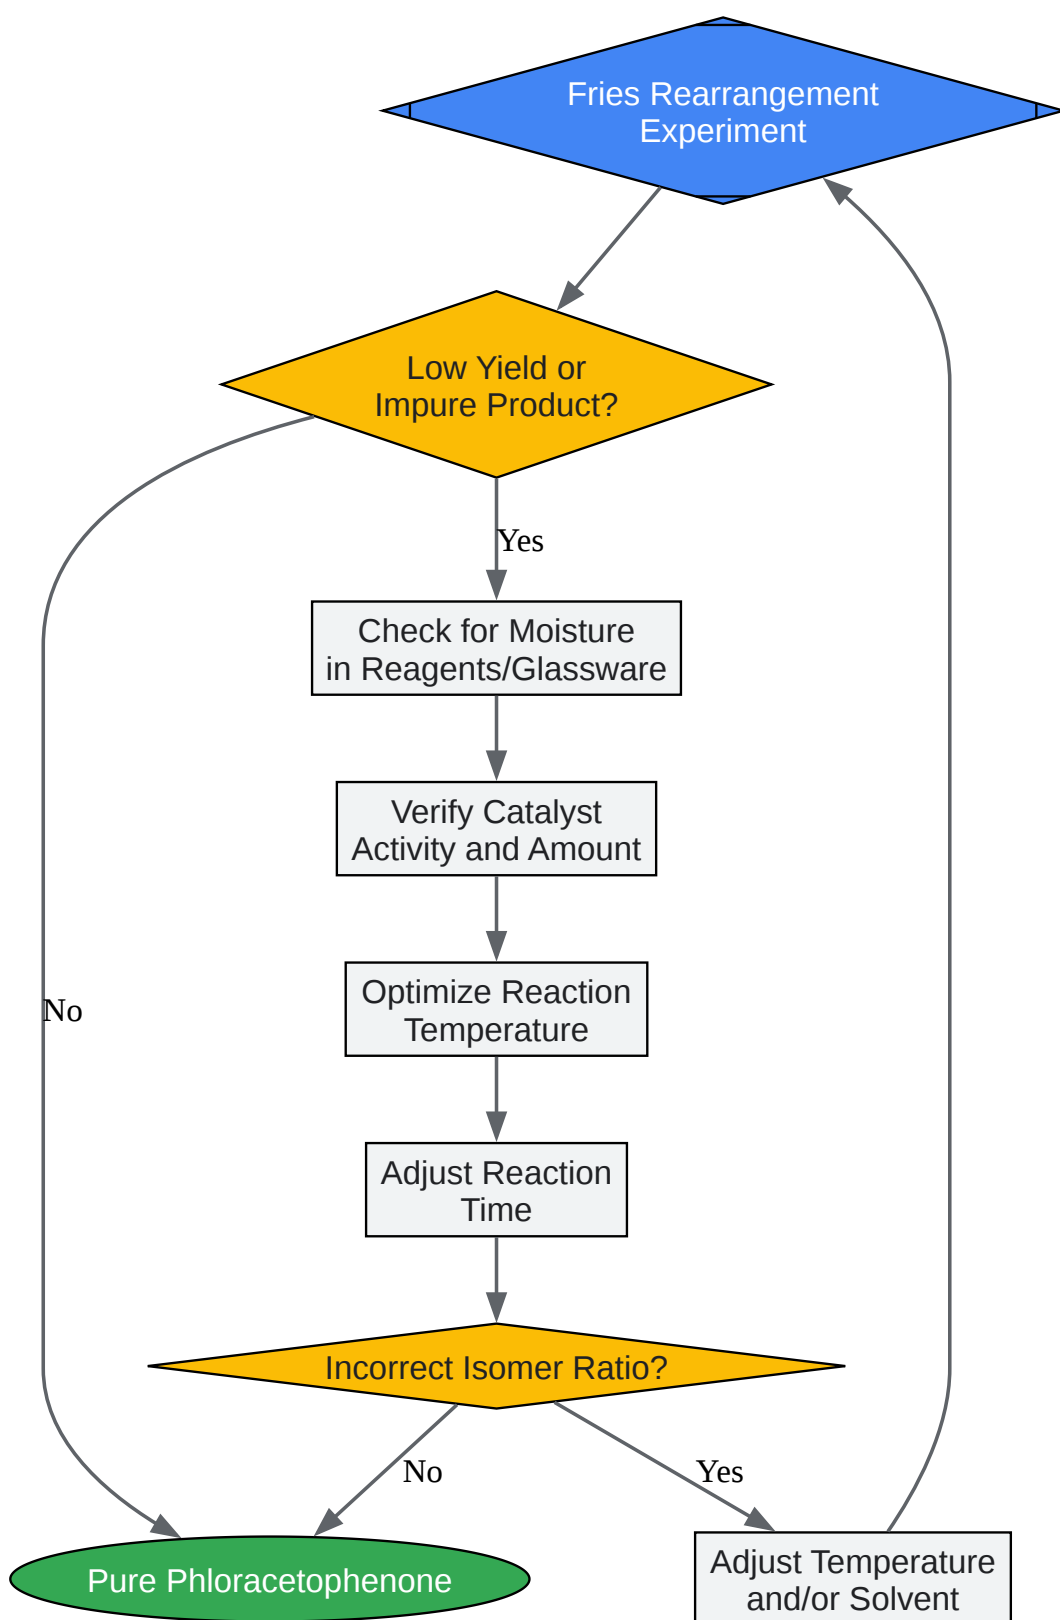 Fries Rearrangement
Experiment
Low Yield or
Impure Product?
Yes
Check for Moisture
in Reagents/Glassware
Verify Catalyst
Activity and Amount
Optimize Reaction
Temperature
No
Adjust Reaction
Time
Incorrect Isomer Ratio?
No
Yes
Pure Phloracetophenone
Adjust Temperature
and/or Solvent